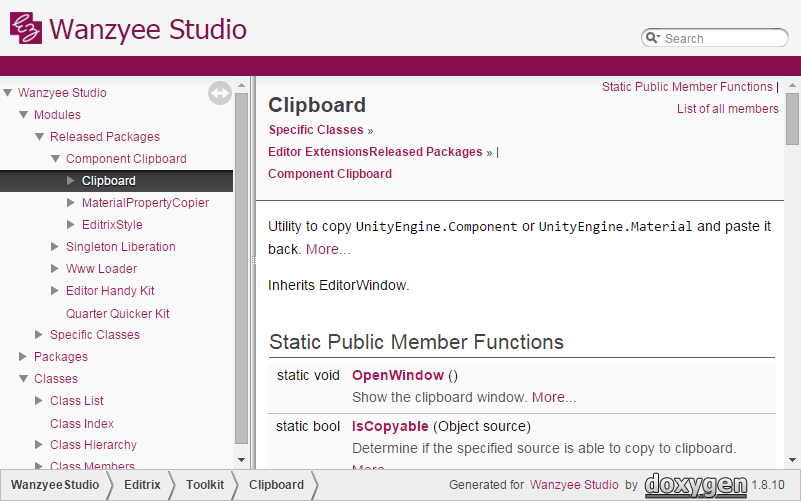 Wanzyee Studio
Search
Wanzyee Studio
Modules
Released Packages
Component Clipboard
Clipboard
MaterialPropertyCopier
EditrixStyle
Singleton Liberation
Www Loader
Editor Handy Kit
Quarter Quicker Kit
Specific Classes
Packages
Classes
Class List
Class Index
Class Hierarchy
Class Members
Static Public Member Functions |
List of all members
Clipboard
Specific Classes »
Editor ExtensionsReleased Packages » |
Component Clipboard
Utility to copy UnityEngine.Component or UnityEngine.Material and paste it
back. More...
Inherits EditorWindow.
Static Public Member Functions
static void OpenWindow ()
Show the clipboard window. More...
static bool IsCopyable (Object source)
Determine if the specified source is able to copy to clipboard.
More...
WanzyeeStudio Editrix Toolkit Clipboard
Generated for Wanzyee Studio by doxygen 1.8.10